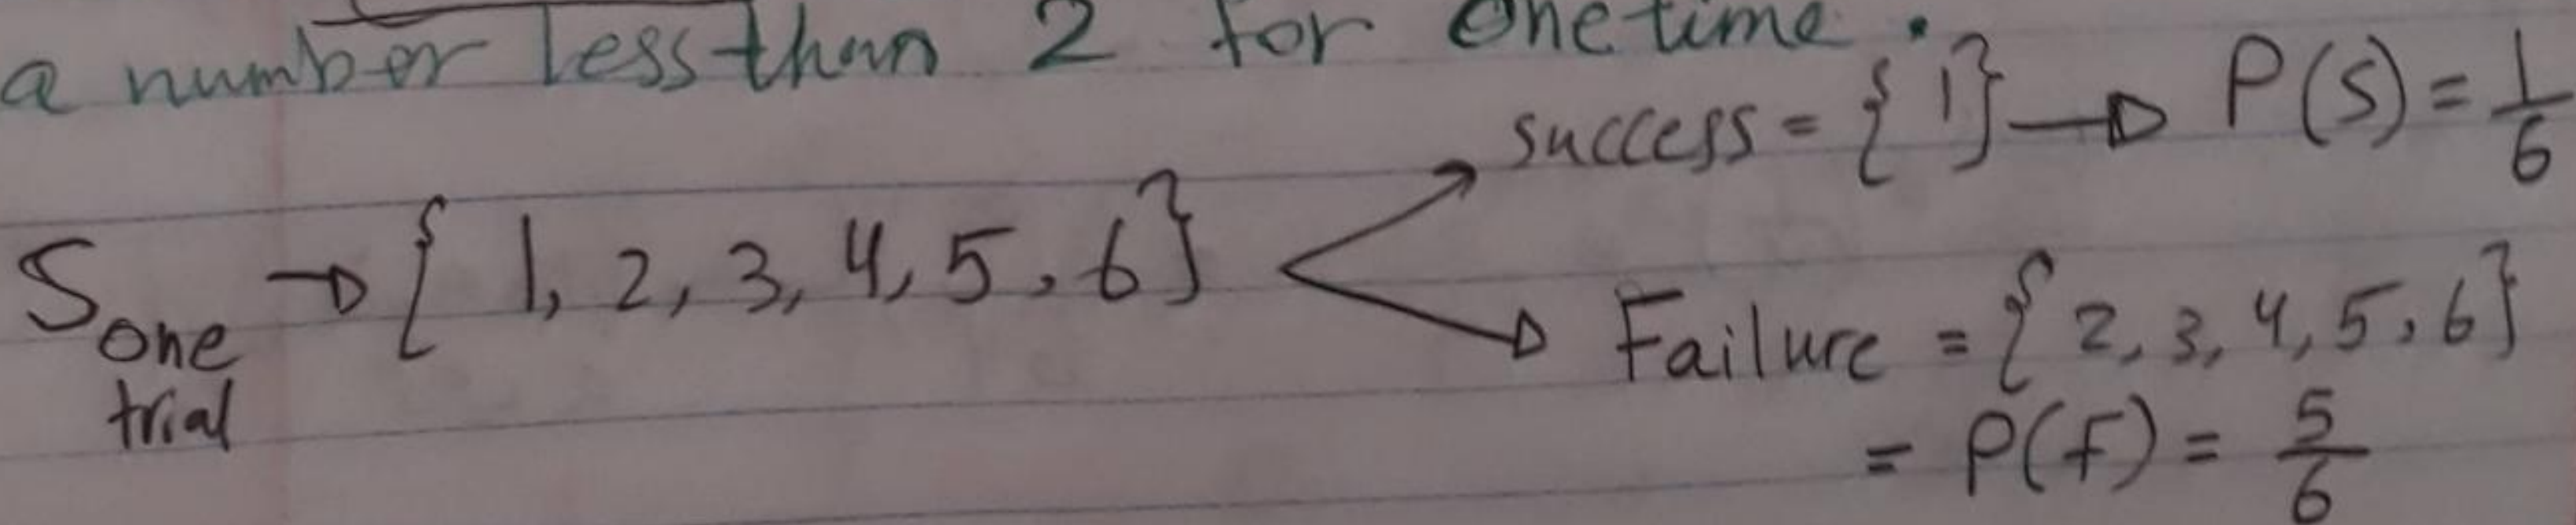 a number less than 2 for one time.
success = { 1 } → P(S) = 1/6
S one trial → { 1, 2, 3, 4, 5, 6 }
Failure = { 2, 3, 4, 5, 6 }
= P(F) = 5/6